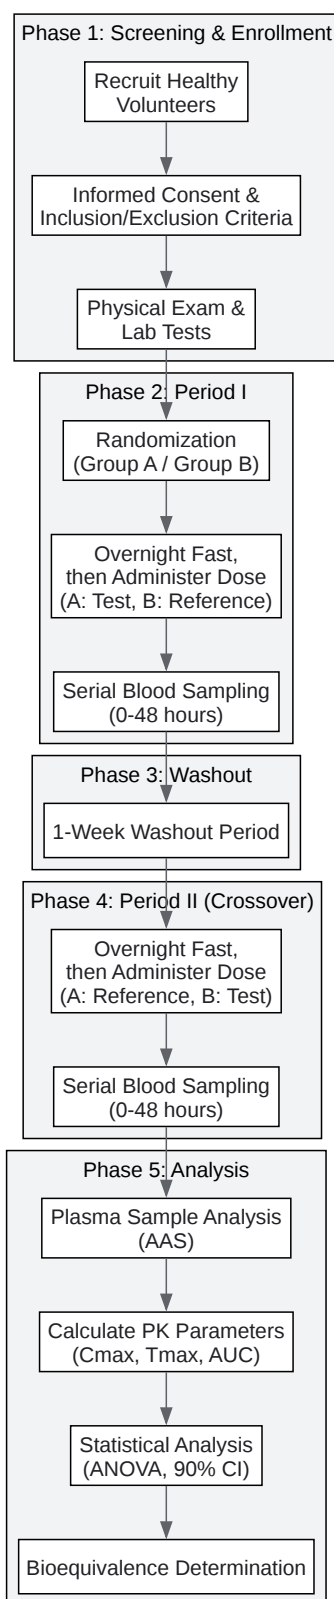 Phase 1: Screening & Enrollment
Recruit Healthy
Volunteers
Informed Consent &
Inclusion/Exclusion Criteria
Physical Exam &
Lab Tests
Phase 2: Period I
Randomization
(Group A / Group B)
Overnight Fast,
then Administer Dose
(A: Test, B: Reference)
Serial Blood Sampling
(0-48 hours)
Phase 3: Washout
1-Week Washout Period
Phase 4: Period II (Crossover)
Overnight Fast,
then Administer Dose
(A: Reference, B: Test)
Serial Blood Sampling
(0-48 hours)
Phase 5: Analysis
Plasma Sample Analysis
(AAS)
Calculate PK Parameters
(Cmax, Tmax, AUC)
Statistical Analysis
(ANOVA, 90% CI)
Bioequivalence Determination